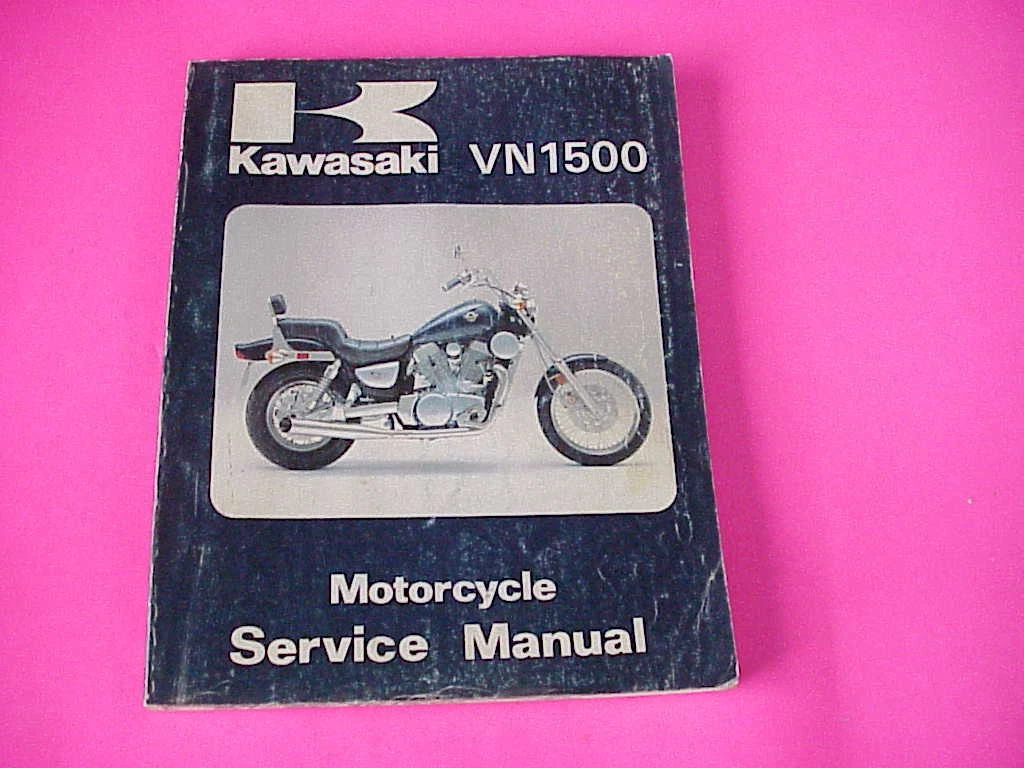 Kawasaki VN1500
Motorcycle
Service Manual